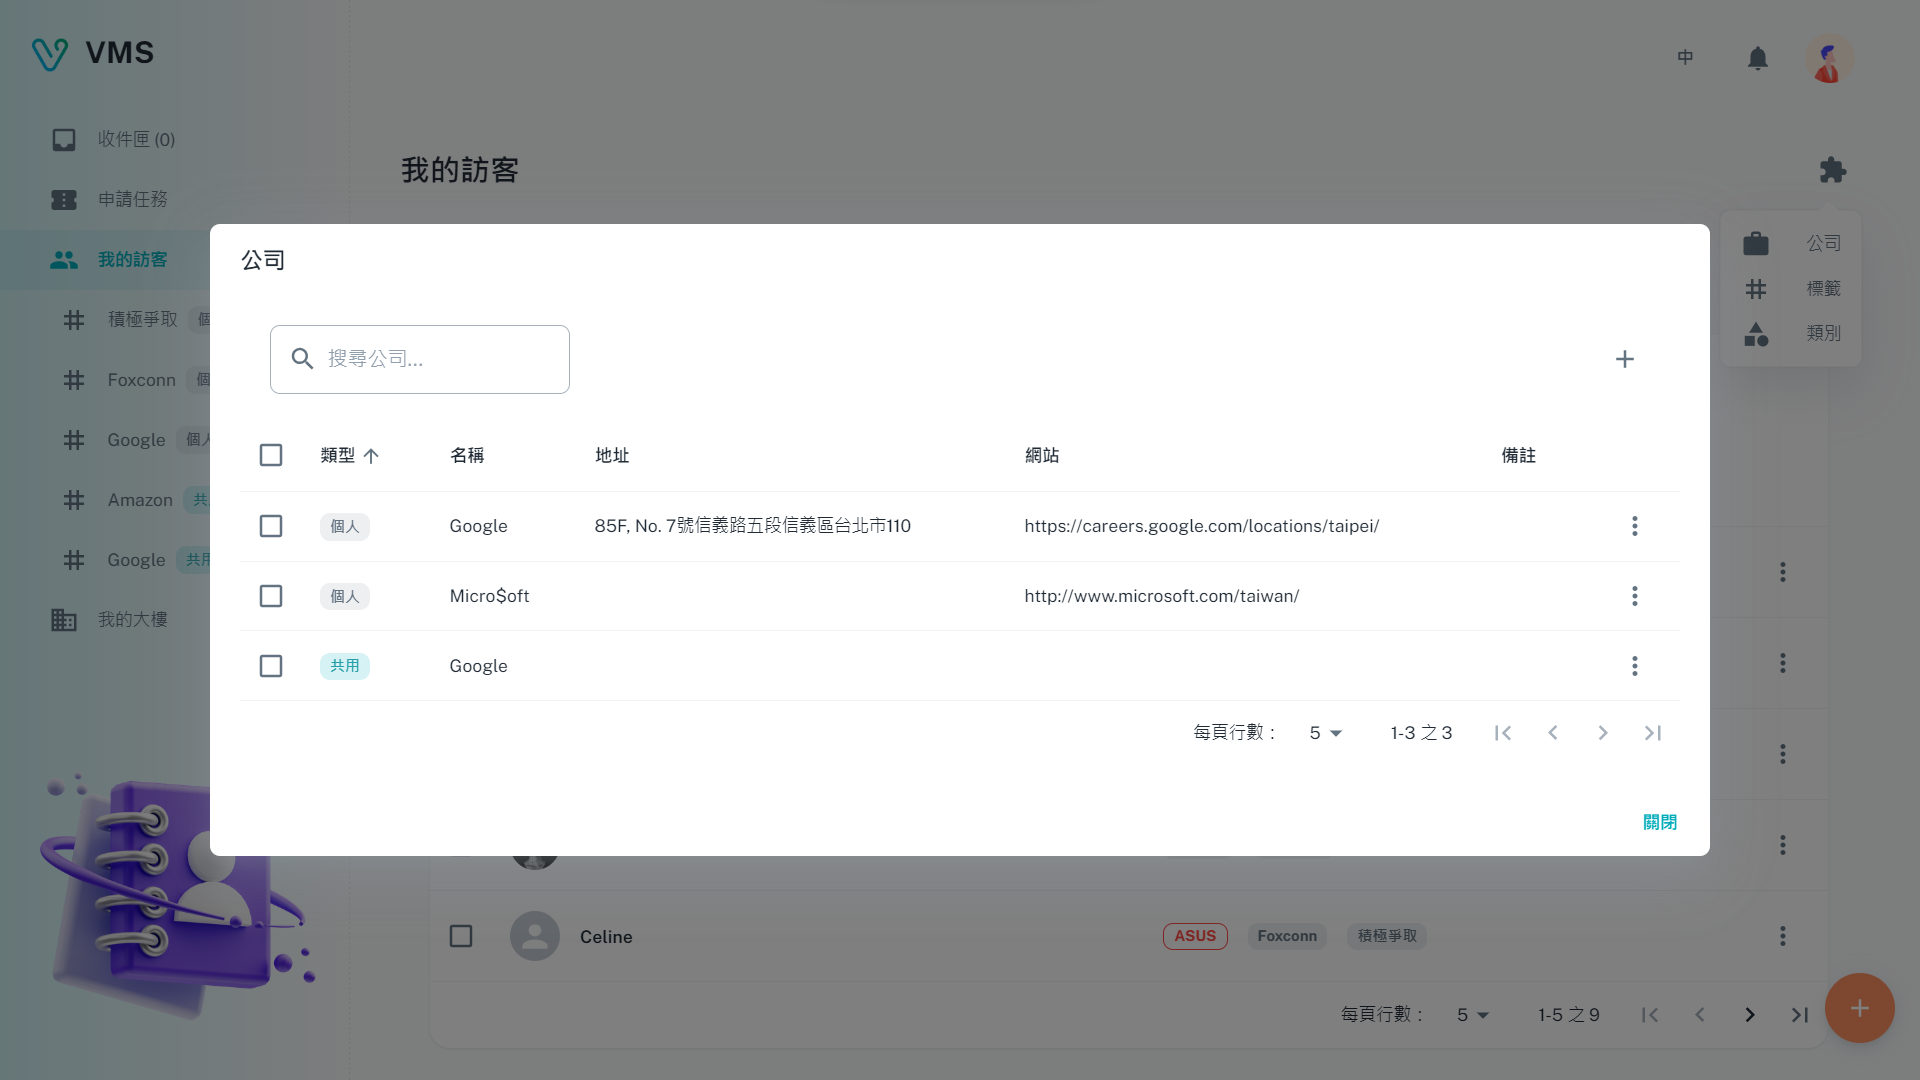 VMS
中
收件匣 (0)
申請任務
我的訪客
積極爭取 個
Foxconn 個
Google 個人
Amazon 共
Google 共用
我的大樓
我的訪客
公司
標籤
類別
公司
搜尋公司...
類型 名稱 地址 網站 備註
個人 Google 85F, No. 7號信義路五段信義區台北市110 https://careers.google.com/locations/taipei/
個人 Micro$oft http://www.microsoft.com/taiwan/
共用 Google
每頁行數： 5 1-3 之 3
關閉
Celine ASUS Foxconn 積極爭取
每頁行數： 5 1-5 之 9